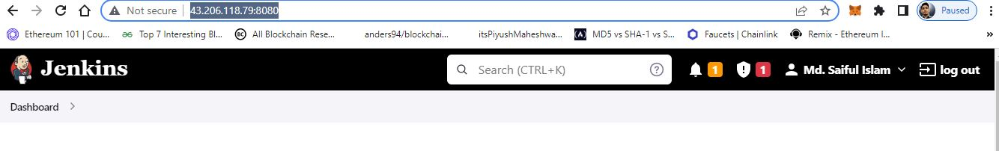 Not secure 43.206.118.79:8080 Paused
Ethereum 101 | Cou... Top 7 Interesting Bl... BC All Blockchain Rese... anders94/blockchai... itsPiyushMaheshwa... MD5 vs SHA-1 vs S... Faucets | Chainlink Remix - Ethereum I... »
Jenkins Search (CTRL+K) ? 1 1 Md. Saiful Islam log out
Dashboard